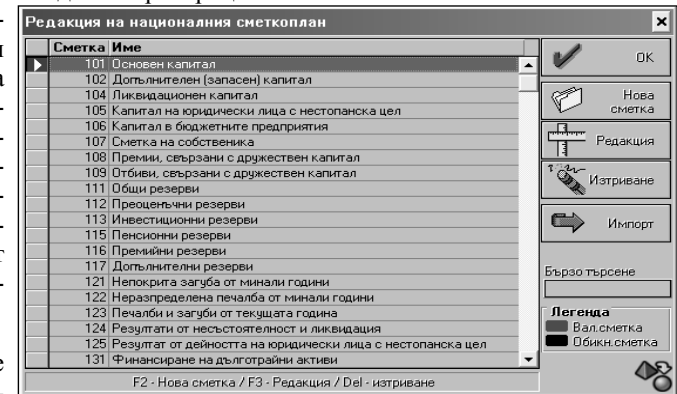 Редакция на националния сметкоплан
Сметка Име
101 Основен капитал
102 Допълнителен (запасен) капитал
104 Ликвидационен капитал
105 Капитал на юридически лица с нестопанска цел
106 Капитал в бюджетните предприятия
107 Сметка на собственика
108 Премии, свързани с дружествен капитал
109 Отбиви, свързани с дружествен капитал
111 Общи резерви
112 Преоценъчни резерви
113 Инвестиционни резерви
115 Пенсионни резерви
116 Премийни резерви
117 Допълнителни резерви
121 Непокрита загуба от минали години
122 Неразпределена печалба от минали години
123 Печалби и загуби от текущата година
124 Резултати от несъстоятелност и ликвидация
125 Резултат от дейността на юридически лица с нестопанска цел
131 Финансиране на дълготрайни активи
F2 - Нова сметка / F3 - Редакция / Del - изтриване
OK
Нова
сметка
Редакция
Изтриване
Импорт
Бързо търсене
Легенда
Вал.сметка
Обикн.сметка